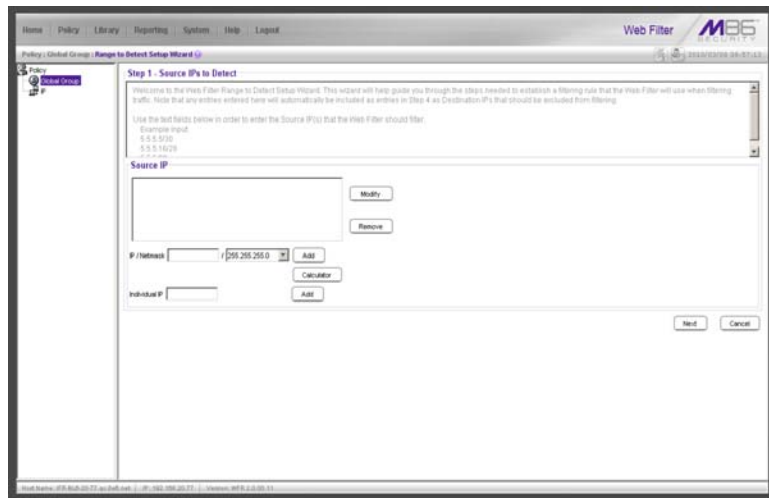 Home Policy Library Reporting System Help Logout
Web Filter
M86
SECURITY
Policy : Global Group : Range to Detect Setup Wizard
Policy
Global Group
IP
Step 1 - Source IPs to Detect
Welcome to the Web Filter Range to Detect Setup Wizard. This wizard will help guide you through the steps needed to establish a filtering rule that the Web Filter will use when filtering
traffic. Note that any entries entered here will automatically be included as entries in Step 4 as Destination IPs that should be excluded from filtering.
Use the text fields below in order to enter the Source IP(s) that the Web Filter should filter.
Example Input:
5.5.5.5/30
5.5.5.16/29
Source IP
Modify
Remove
IP / Netmask / 255.255.255.0 Add
Calculator
Individual IP Add
Next Cancel
Host Name: IP: Version: